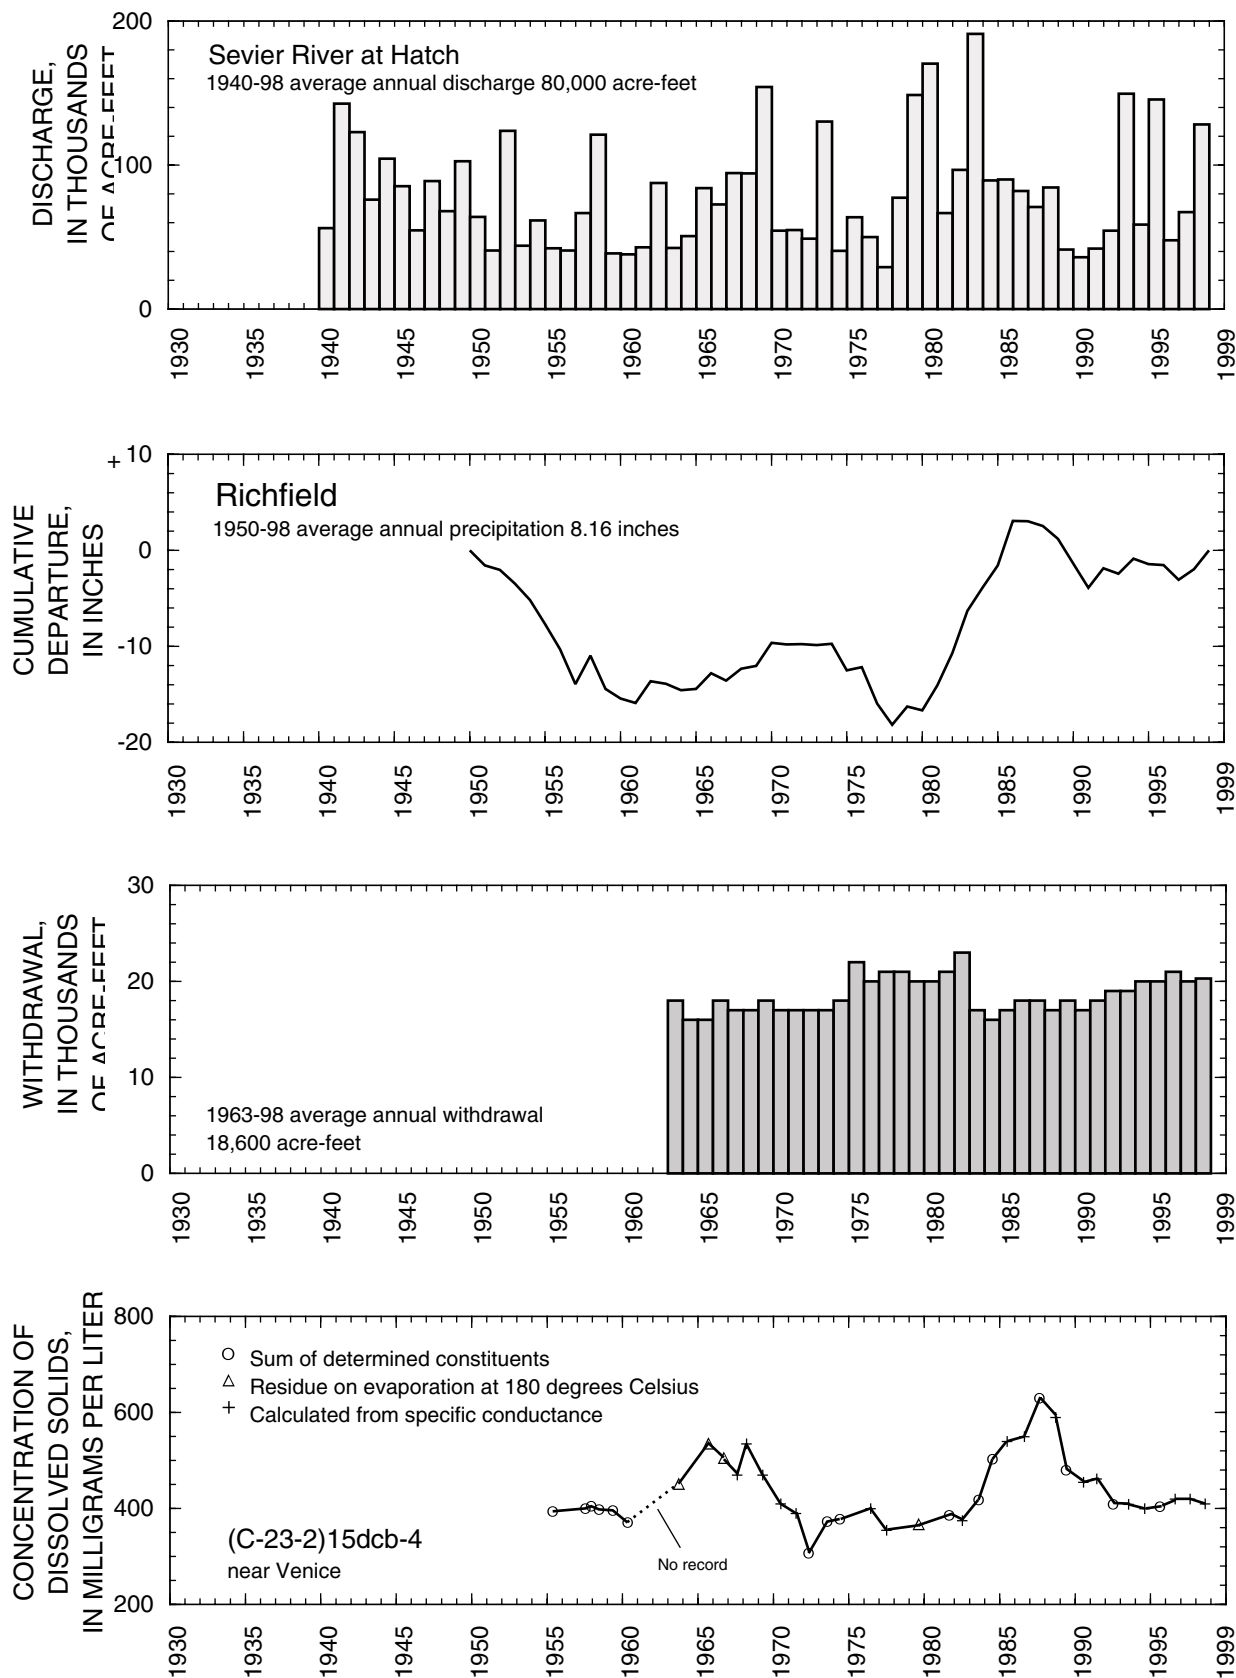 DISCHARGE,
IN THOUSANDS
OF ACRE-FEET
200
100
0
Sevier River at Hatch
1940-98 average annual discharge 80,000 acre-feet
1930 1935 1940 1945 1950 1955 1960 1965 1970 1975 1980 1985 1990 1995 1999
CUMULATIVE
DEPARTURE,
IN INCHES
+ 10
0
-10
-20
Richfield
1950-98 average annual precipitation 8.16 inches
1930 1935 1940 1945 1950 1955 1960 1965 1970 1975 1980 1985 1990 1995 1999
WITHDRAWAL,
IN THOUSANDS
OF ACRE-FEET
30
20
10
0
1963-98 average annual withdrawal
18,600 acre-feet
1930 1935 1940 1945 1950 1955 1960 1965 1970 1975 1980 1985 1990 1995 1999
CONCENTRATION OF
DISSOLVED SOLIDS,
IN MILLIGRAMS PER LITER
800
600
400
200
Sum of determined constituents
Residue on evaporation at 180 degrees Celsius
Calculated from specific conductance
(C-23-2)15dcb-4
near Venice
No record
1930 1935 1940 1945 1950 1955 1960 1965 1970 1975 1980 1985 1990 1995 1999